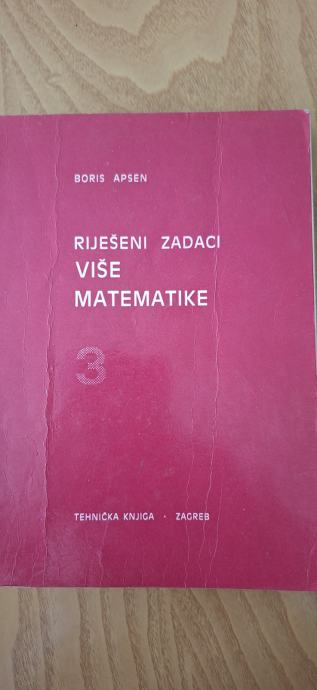 BORIS APSEN
RIJEŠENI ZADACI
VIŠE
MATEMATIKE
3
TEHNIČKA KNJIGA · ZAGREB